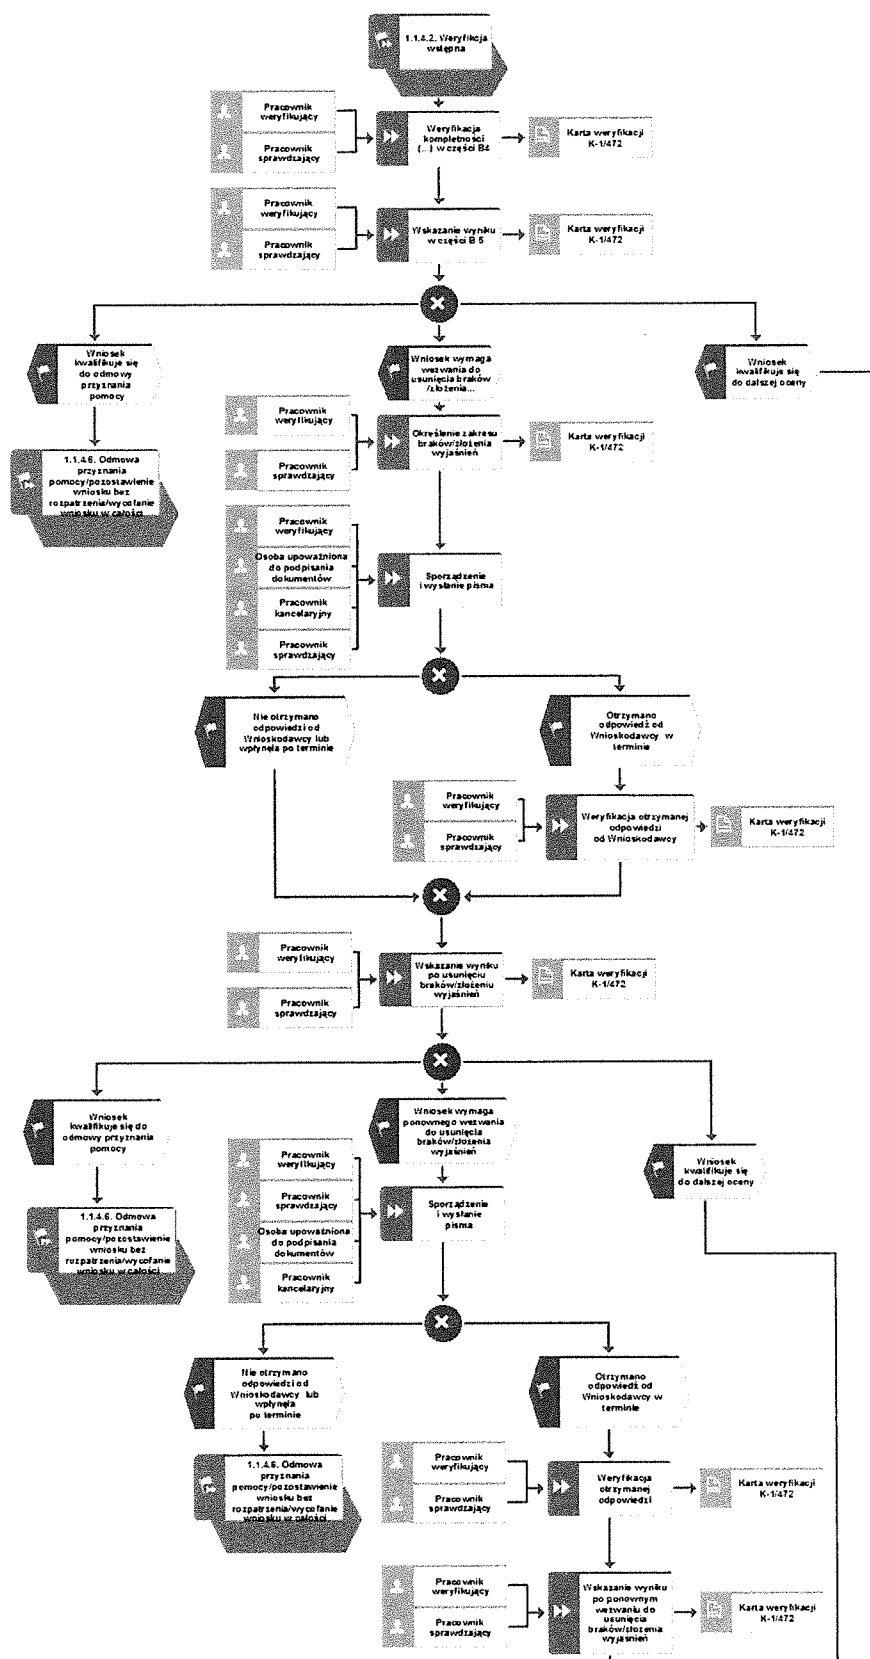 1.1.4.2. Weryfikacja
wstępna
Pracownik
weryfikujący
Pracownik
sprawdzający
Weryfikacja
kompletności
(...) w części B4
Karta weryfikacji
K-1/472
Pracownik
weryfikujący
Pracownik
sprawdzający
Wskazanie wyniku
w części B 5
Karta weryfikacji
K-1/472
Wniosek
kwalifikuje się
do odmowy
przyznania
pomocy
Wniosek wymaga
wezwania do
usunięcia braków
/złożenia...
Wniosek
kwalifikuje się
do dalszej oceny
Pracownik
weryfikujący
Pracownik
sprawdzający
Określenie zakresu
braków/złożenia
wyjaśnień
Karta weryfikacji
K-1/472
1.1.4.6. Odmowa
przyznania
pomocy/pozostawienie
wniosku bez
rozpatrzenia/wycofanie
wniosku w całości
Pracownik
weryfikujący
Osoba upoważniona
do podpisania
dokumentów
Pracownik
kancelaryjny
Pracownik
sprawdzający
Sporządzenie
i wysłanie pisma
Nie otrzymano
odpowiedzi od
Wnioskodawcy lub
wpłynęła po terminie
Otrzymano
odpowiedź od
Wnioskodawcy w
terminie
Pracownik
weryfikujący
Pracownik
sprawdzający
Weryfikacja otrzymanej
odpowiedzi
od Wnioskodawcy
Karta weryfikacji
K-1/472
Pracownik
weryfikujący
Pracownik
sprawdzający
Wskazanie wyniku
po usunięciu
braków/złożeniu
wyjaśnień
Karta weryfikacji
K-1/472
Wniosek
kwalifikuje się do
odmowy przyznania
pomocy
Wniosek wymaga
ponownego wezwania
do usunięcia
braków/złożenia
wyjaśnień
Wniosek
kwalifikuje się
do dalszej oceny
Pracownik
weryfikujący
Pracownik
sprawdzający
Osoba upoważniona
do podpisania
dokumentów
Pracownik
kancelaryjny
Sporządzenie
i wysłanie
pisma
1.1.4.6. Odmowa
przyznania
pomocy/pozostawienie
wniosku bez
rozpatrzenia/wycofanie
wniosku w całości
Nie otrzymano
odpowiedzi od
Wnioskodawcy lub
wpłynęła
po terminie
Otrzymano
odpowiedź od
Wnioskodawcy w
terminie
1.1.4.6. Odmowa
przyznania
pomocy/pozostawienie
wniosku bez
rozpatrzenia/wycofanie
wniosku w całości
Pracownik
weryfikujący
Pracownik
sprawdzający
Weryfikacja
otrzymanej
odpowiedzi
Karta weryfikacji
K-1/472
Pracownik
weryfikujący
Pracownik
sprawdzający
Wskazanie wyniku
po ponownym
wezwaniu do
usunięcia
braków/złożenia
wyjaśnień
Karta weryfikacji
K-1/472